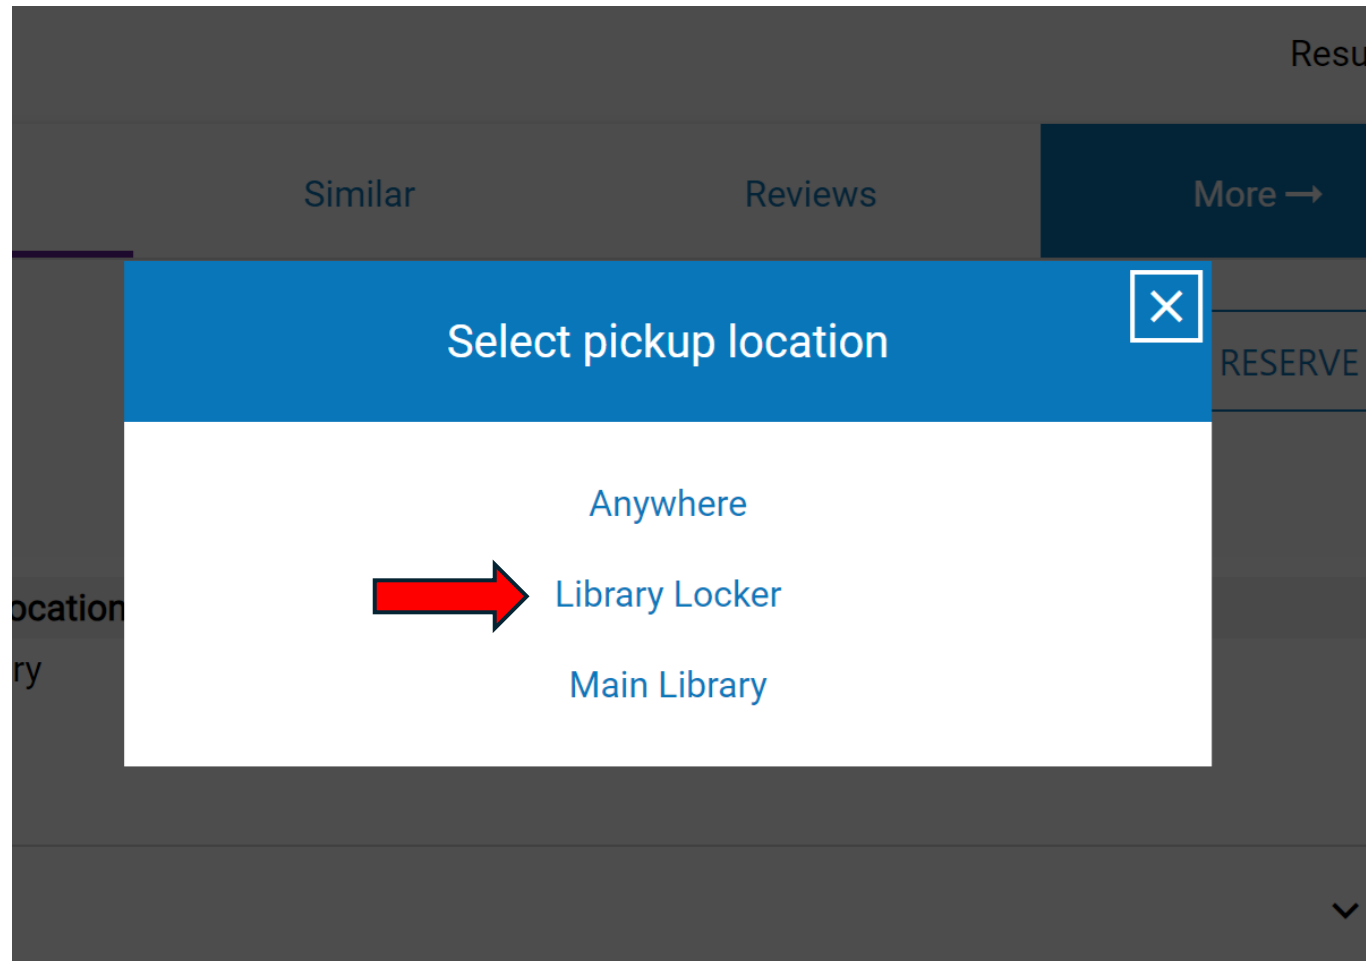 Resu
Similar
Reviews
More →
Select pickup location
RESERVE
Anywhere
Library Locker
ocation
ry
Main Library